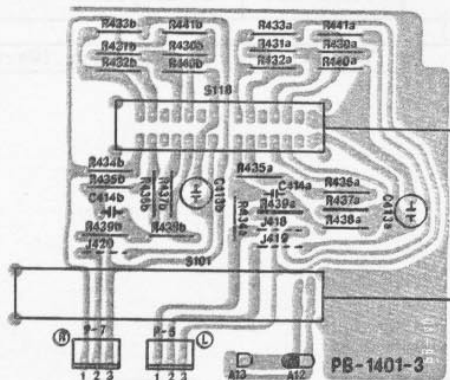 R433b R441b R433a R441a
R431b R430b R431a R430a
R432b R440b R432a R440a
S118
R434b R435a
R435b C414a R436a
C414b R436b R437b C413b R434a R439a R437a C413a
J418 R438a
R439b R438b
J420 J419
S101
R P-7 P-5 L
1 2 3 1 2 3 A13 A12 PB-1401-3